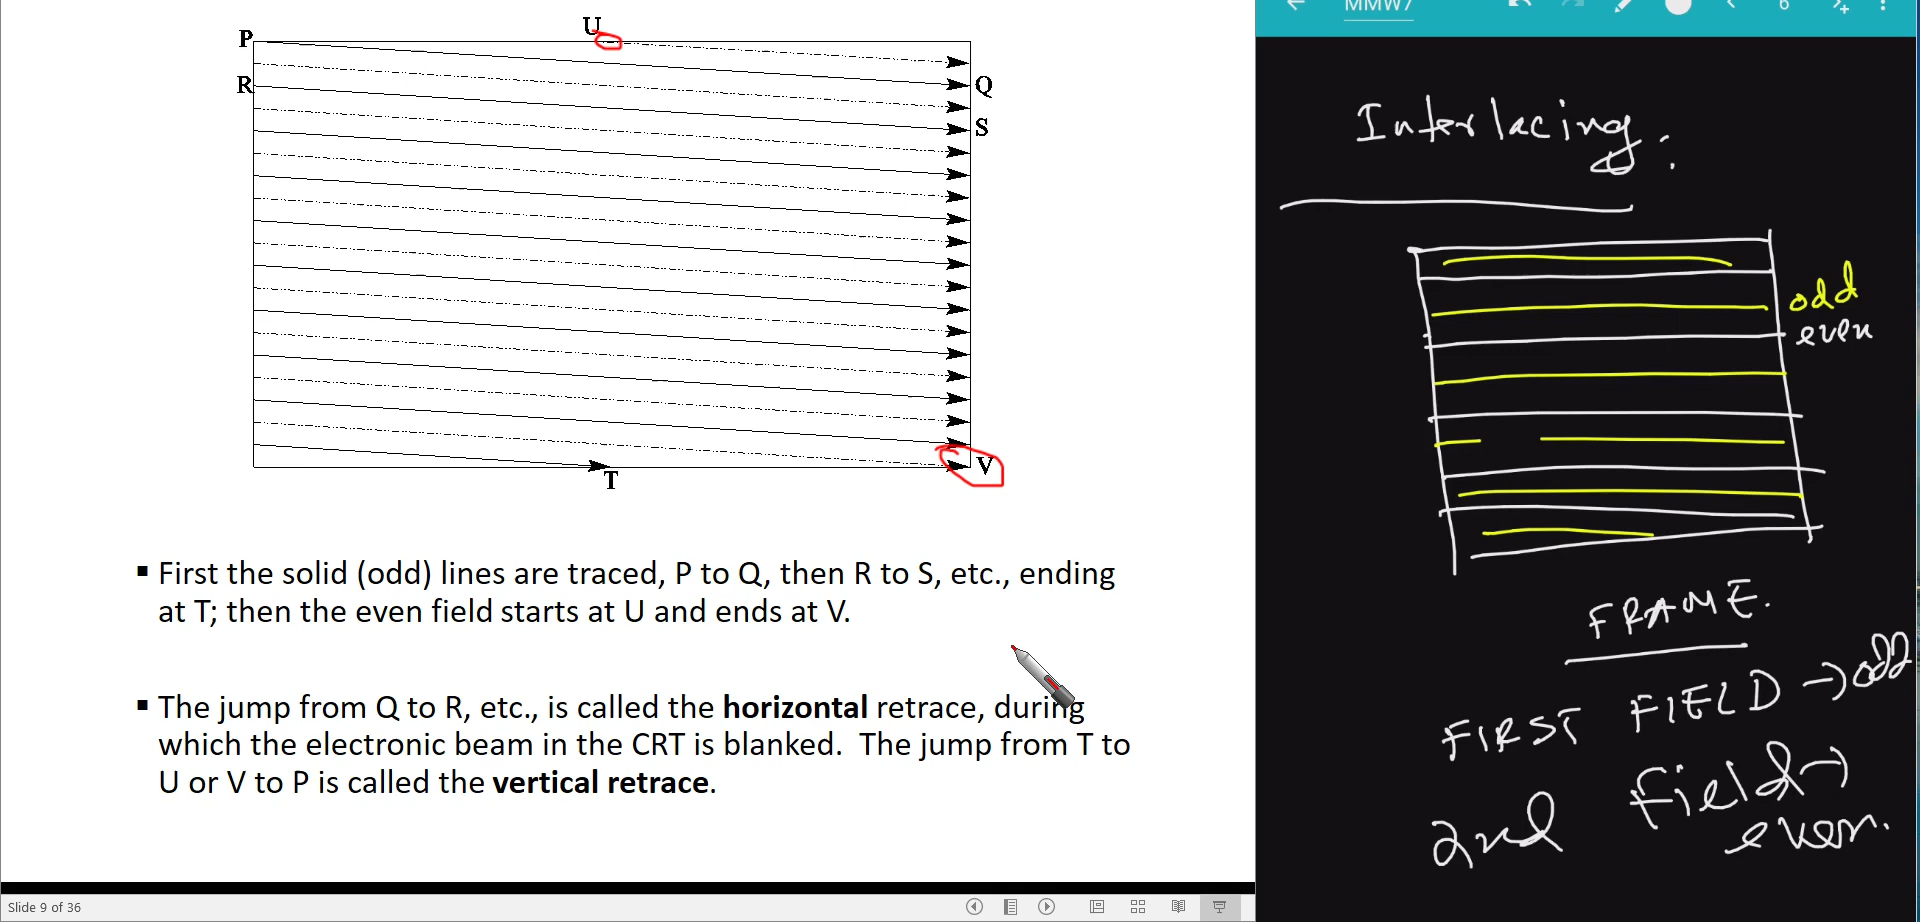 U
P
R
Q
S
V
T
▪ First the solid (odd) lines are traced, P to Q, then R to S, etc., ending
at T; then the even field starts at U and ends at V.
▪ The jump from Q to R, etc., is called the horizontal retrace, during
which the electronic beam in the CRT is blanked. The jump from T to
U or V to P is called the vertical retrace.
Slide 9 of 36
MMW7
6
Interlacing:
odd
even
FRAME.
FIRST FIELD → odd
2nd field →
even.